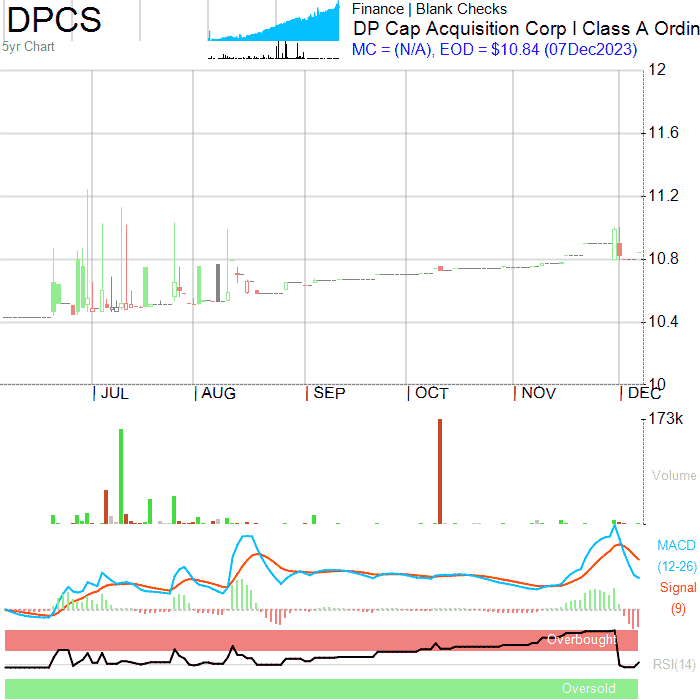 DPCS
5yr Chart
Finance | Blank Checks
DP Cap Acquisition Corp I Class A Ordin
MC = (N/A), EOD = $10.84 (07Dec2023)
12
11.6
11.2
10.8
10.4
10
JUL
AUG
SEP
OCT
NOV
DEC
173k
Volume
MACD
(12-26)
Signal
(9)
Overbought
RSI(14)
Oversold